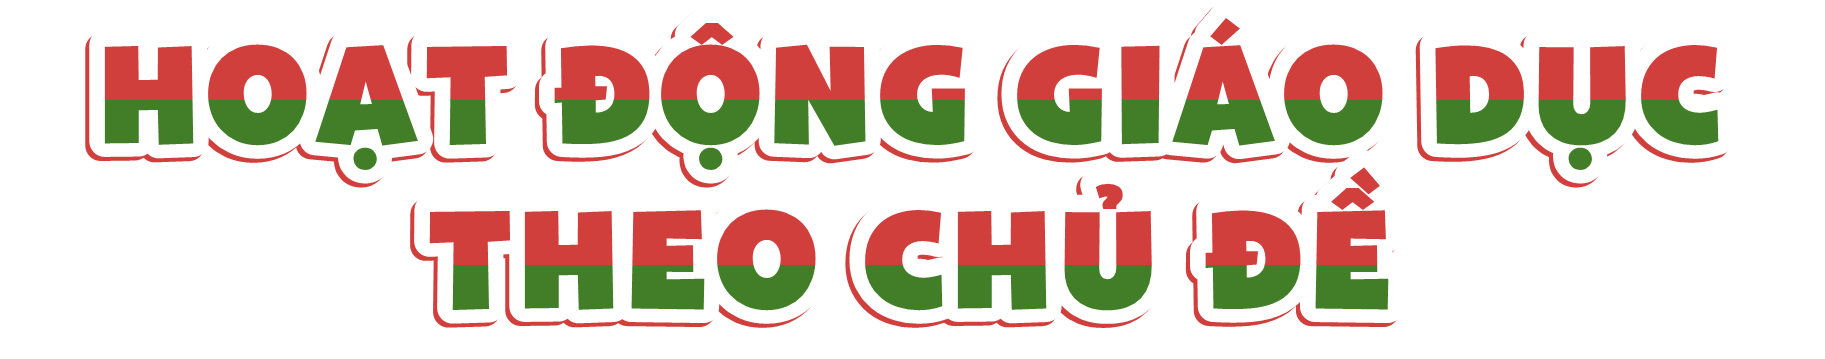 HOẠT ĐỘNG GIÁO DỤC
THEO CHỦ ĐỀ